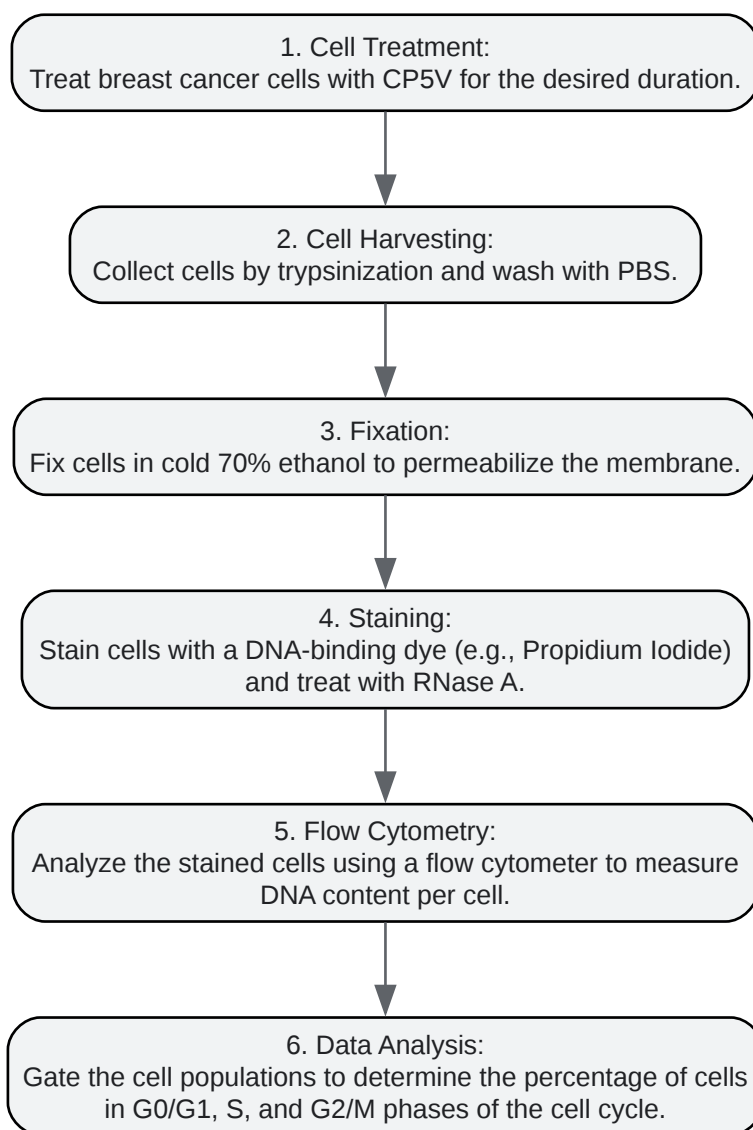 1. Cell Treatment:
Treat breast cancer cells with CP5V for the desired duration.
2. Cell Harvesting:
Collect cells by trypsinization and wash with PBS.
3. Fixation:
Fix cells in cold 70% ethanol to permeabilize the membrane.
4. Staining:
Stain cells with a DNA-binding dye (e.g., Propidium Iodide)
and treat with RNase A.
5. Flow Cytometry:
Analyze the stained cells using a flow cytometer to measure
DNA content per cell.
6. Data Analysis:
Gate the cell populations to determine the percentage of cells
in G0/G1, S, and G2/M phases of the cell cycle.